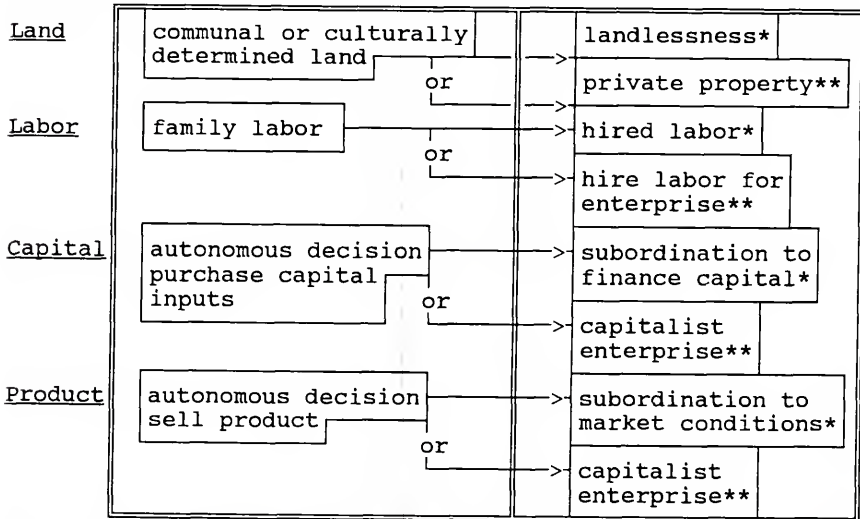 Land
communal or culturally
determined land
landlessness*
or
private property**
Labor
family labor
hired labor*
or
hire labor for
enterprise**
Capital
autonomous decision
purchase capital
inputs
subordination to
finance capital*
or
capitalist
enterprise**
Product
autonomous decision
sell product
subordination to
market conditions*
or
capitalist
enterprise**